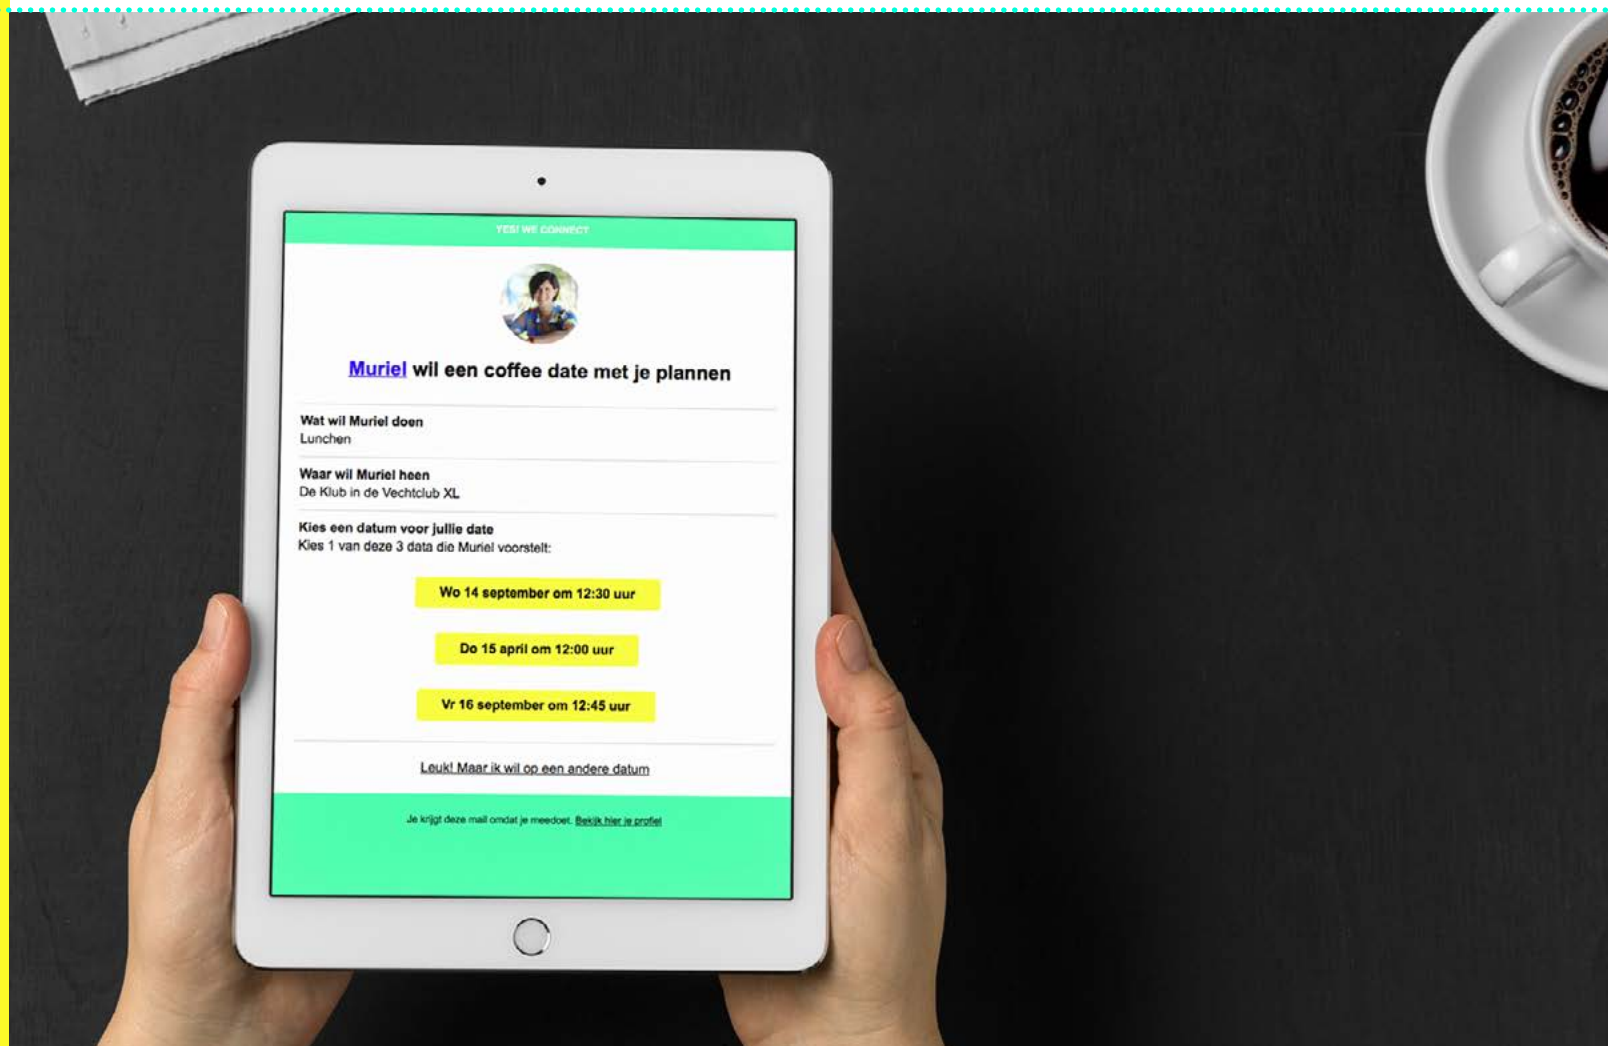 YES! WE CONNECT
Muriel wil een coffee date met je plannen
Wat wil Muriel doen
Lunchen
Waar wil Muriel heen
De Klub in de Vechtclub XL
Kies een datum voor jullie date
Kies 1 van deze 3 data die Muriel voorstelt:
Wo 14 september om 12:30 uur
Do 15 april om 12:00 uur
Vr 16 september om 12:45 uur
Leuk! Maar ik wil op een andere datum
Je krijgt deze mail omdat je meedoet. Bekijk hier je profiel